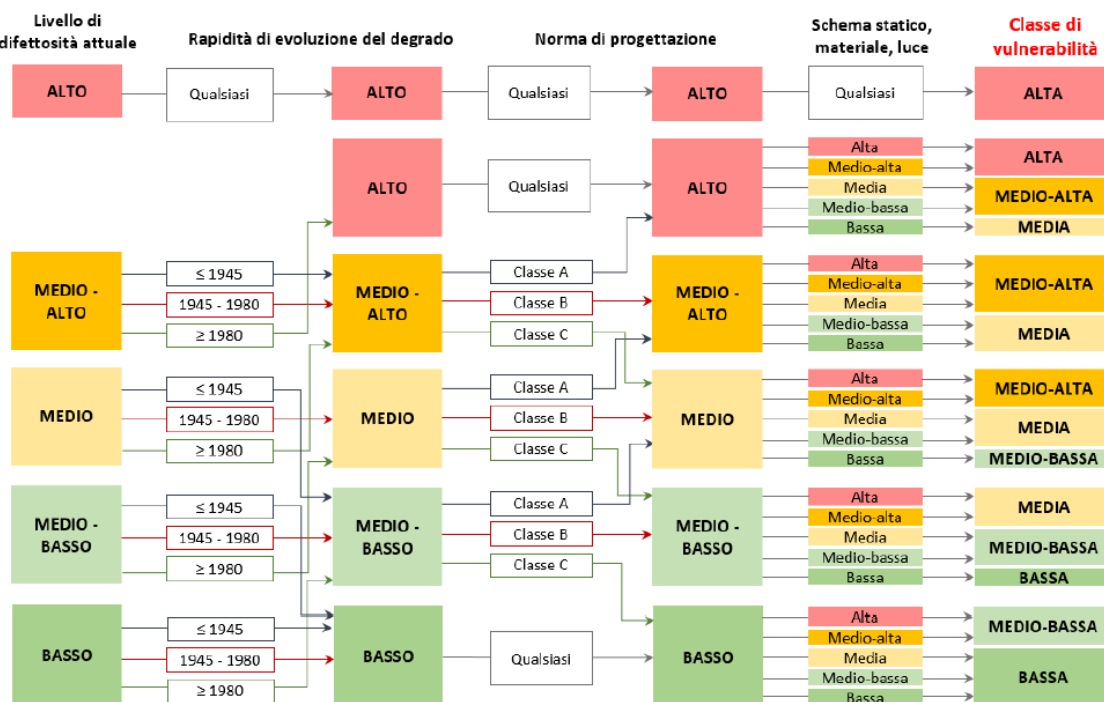 Livello di
difettosità attuale
Rapidità di evoluzione del degrado
Norma di progettazione
Schema statico,
materiale, luce
Classe di
vulnerabilità
ALTO
Qualsiasi
ALTO
Qualsiasi
ALTO
Qualsiasi
ALTA
ALTO
Qualsiasi
ALTO
Alta
Medio-alta
Media
Medio-bassa
Bassa
ALTA
MEDIO-ALTA
MEDIA
MEDIO -
ALTO
≤ 1945
1945 - 1980
≥ 1980
MEDIO -
ALTO
Classe A
Classe B
Classe C
MEDIO -
ALTO
Alta
Medio-alta
Media
Medio-bassa
Bassa
MEDIO-ALTA
MEDIA
MEDIO
≤ 1945
1945 - 1980
≥ 1980
MEDIO
Classe A
Classe B
Classe C
MEDIO
Alta
Medio-alta
Media
Medio-bassa
Bassa
MEDIO-ALTA
MEDIA
MEDIO-BASSA
MEDIO -
BASSO
≤ 1945
1945 - 1980
≥ 1980
MEDIO -
BASSO
Classe A
Classe B
Classe C
MEDIO -
BASSO
Alta
Medio-alta
Media
Medio-bassa
Bassa
MEDIA
MEDIO-BASSA
BASSA
BASSO
≤ 1945
1945 - 1980
≥ 1980
BASSO
Qualsiasi
BASSO
Alta
Medio-alta
Media
Medio-bassa
Bassa
MEDIO-BASSA
BASSA